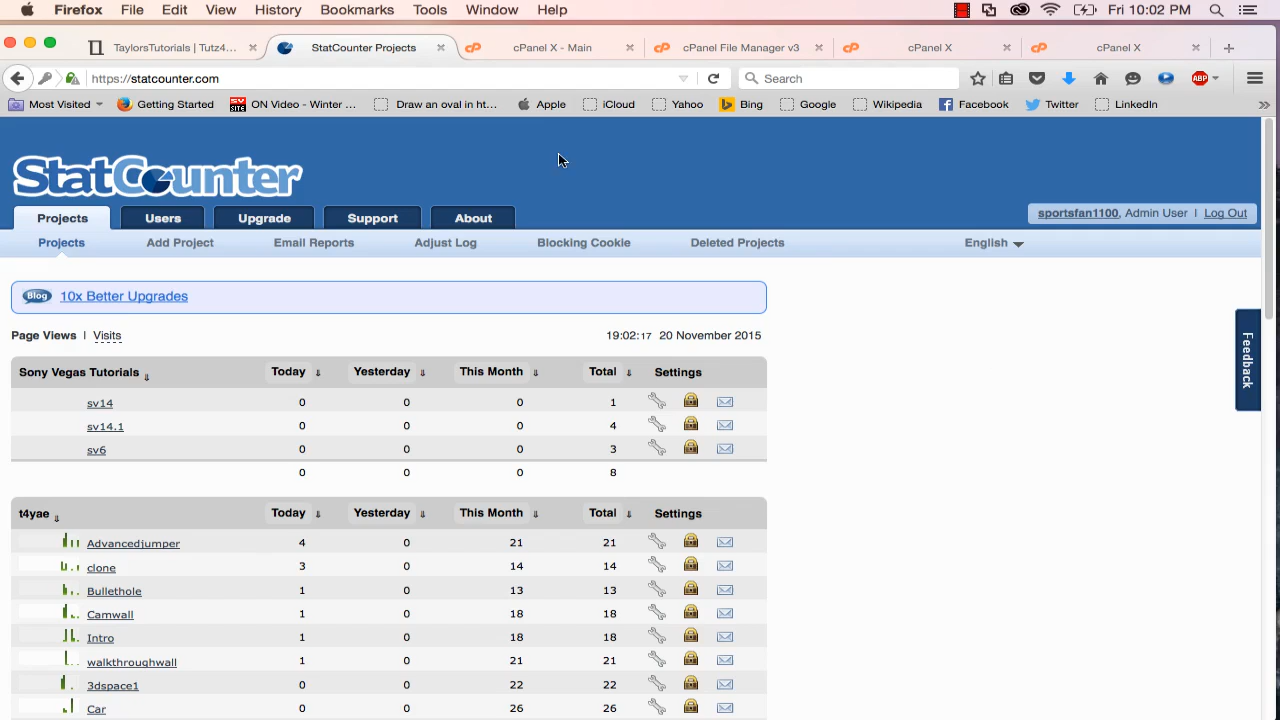 Firefox File Edit View History Bookmarks Tools Window Help Fri 10:02 PM
TaylorsTutorials | Tutz4... × StatCounter Projects × cPanel X - Main × cPanel File Manager v3 × cPanel X × cPanel X × +
https://statcounter.com Search ABP
Most Visited Getting Started SV SITE ON Video - Winter ... Draw an oval in ht... Apple iCloud Yahoo Bing Google Wikipedia Facebook Twitter LinkedIn »
StatCounter
Projects Users Upgrade Support About sportsfan1100, Admin User | Log Out
Projects Add Project Email Reports Adjust Log Blocking Cookie Deleted Projects English
Blog 10x Better Upgrades
Feedback
Page Views | Visits 19:02:17 20 November 2015
Sony Vegas Tutorials ⇓ Today ⇓ Yesterday ⇓ This Month ⇓ Total ⇓ Settings
sv14 0 0 0 1
sv14.1 0 0 0 4
sv6 0 0 0 3
0 0 0 8
t4yae ⇓ Today ⇓ Yesterday ⇓ This Month ⇓ Total ⇓ Settings
Advancedjumper 4 0 21 21
clone 3 0 14 14
Bullethole 1 0 13 13
Camwall 1 0 18 18
Intro 1 0 18 18
walkthroughwall 1 0 21 21
3dspace1 0 0 22 22
Car 0 0 26 26